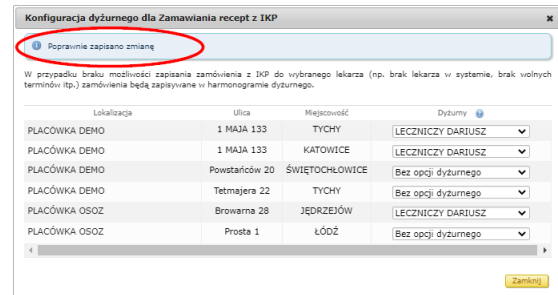 Konfiguracja dyżurnego dla Zamawiania recept z IKP
Poprawnie zapisano zmianę
W przypadku braku możliwości zapisania zamówienia z IKP do wybranego lekarza (np. brak lekarza w systemie, brak wolnych
terminów itp.) zamówienia będą zapisywane w harmonogramie dyżurnego.
Lokalizacja Ulica Miejscowość Dyżurny
PLACÓWKA DEMO 1 MAJA 133 TYCHY LECZNICZY DARIUSZ
PLACÓWKA DEMO 1 MAJA 133 KATOWICE LECZNICZY DARIUSZ
PLACÓWKA DEMO Powstańców 20 ŚWIĘTOCHŁOWICE Bez opcji dyżurnego
PLACÓWKA DEMO Tetmajera 22 TYCHY Bez opcji dyżurnego
PLACÓWKA OSOZ Browarna 28 JĘDRZEJÓW LECZNICZY DARIUSZ
PLACÓWKA OSOZ Prosta 1 ŁÓDŹ Bez opcji dyżurnego
Zamknij